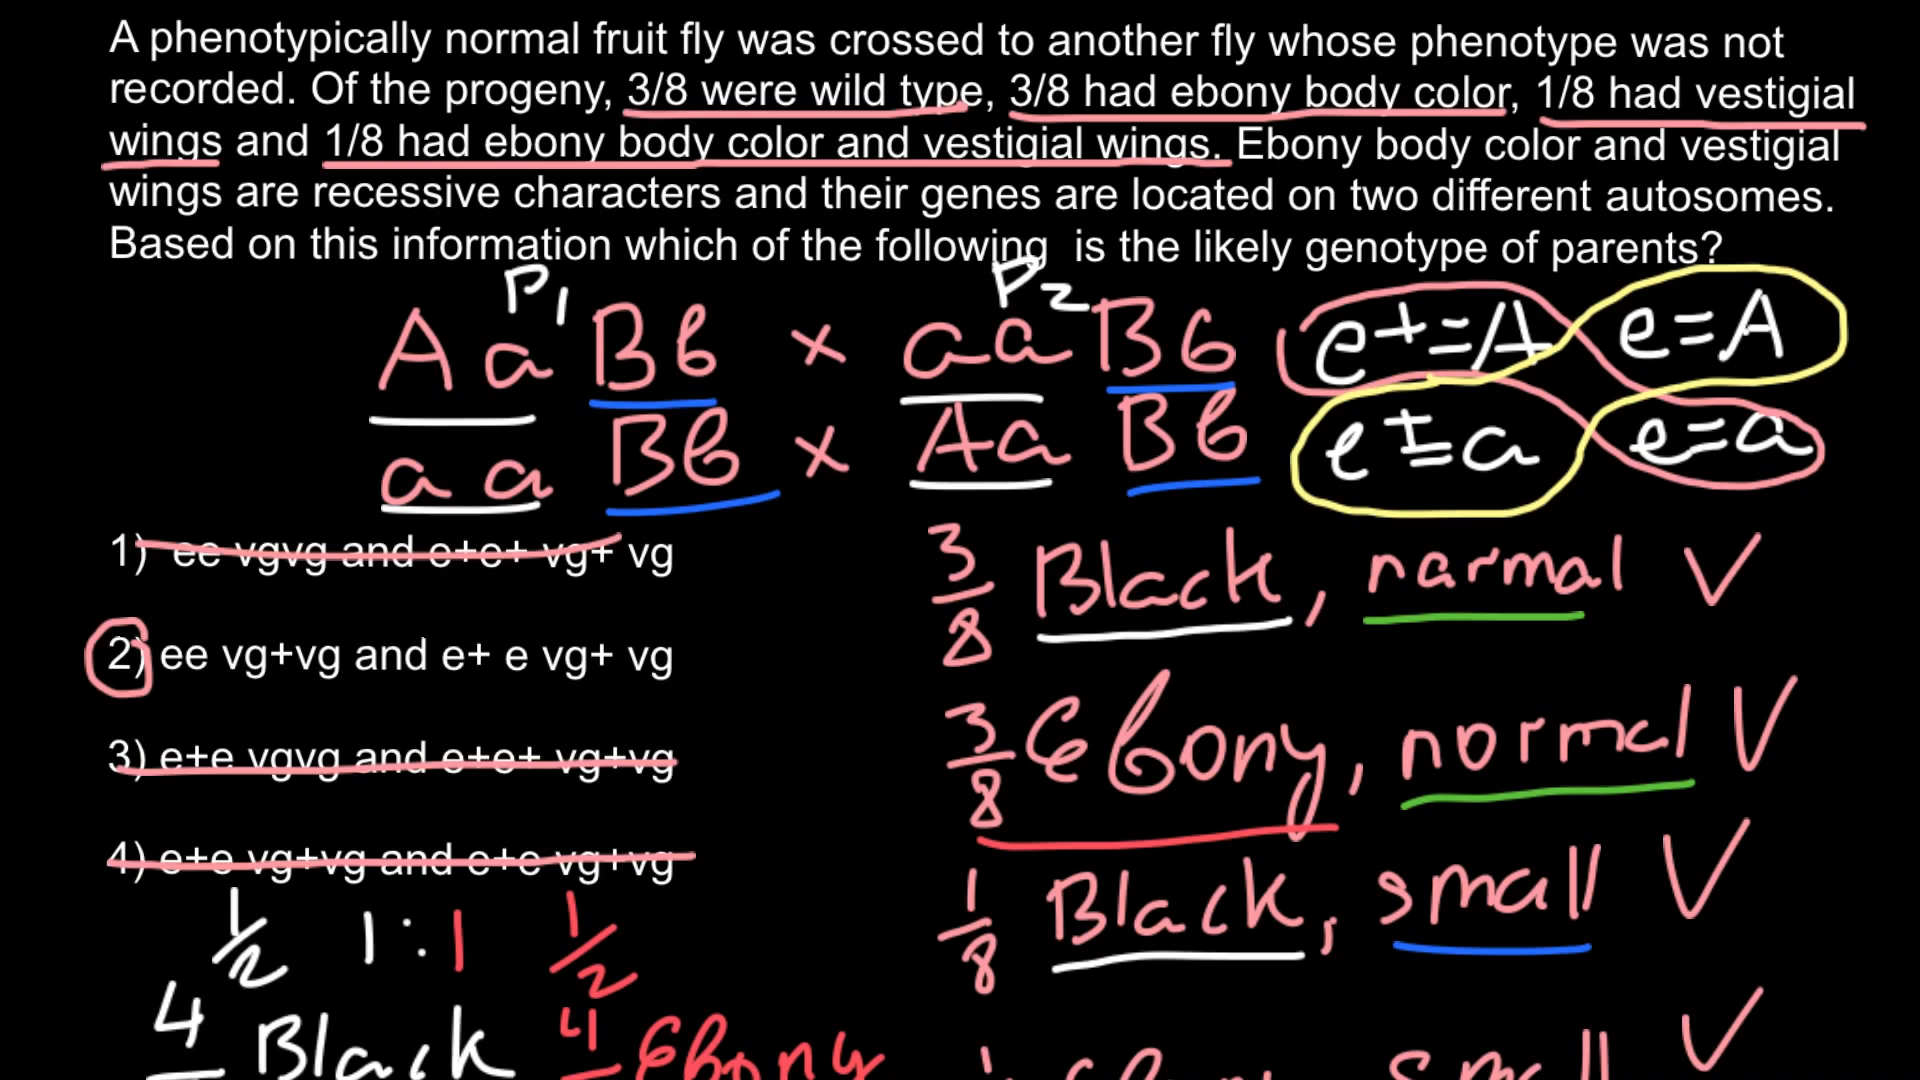 A phenotypically normal fruit fly was crossed to another fly whose phenotype was not
recorded. Of the progeny, 3/8 were wild type, 3/8 had ebony body color, 1/8 had vestigial
wings and 1/8 had ebony body color and vestigial wings. Ebony body color and vestigial
wings are recessive characters and their genes are located on two different autosomes.
Based on this information which of the following is the likely genotype of parents?
P1 P2
Aa Bb × aa Bb e+=A e=A
aa Bb × Aa Bb e+=a e=a
1) ee vgvg and e+e+ vg+ vg
3/8 Black, normal V
2) ee vg+vg and e+ e vg+ vg
3/8 Ebony, normal V
3) e+e vgvg and e+e+ vg+vg
4) e+e vg+vg and e+e vg+vg
1/8 Black, small V
1/2 1:1 1/2
4 Black 4 Ebony
small V